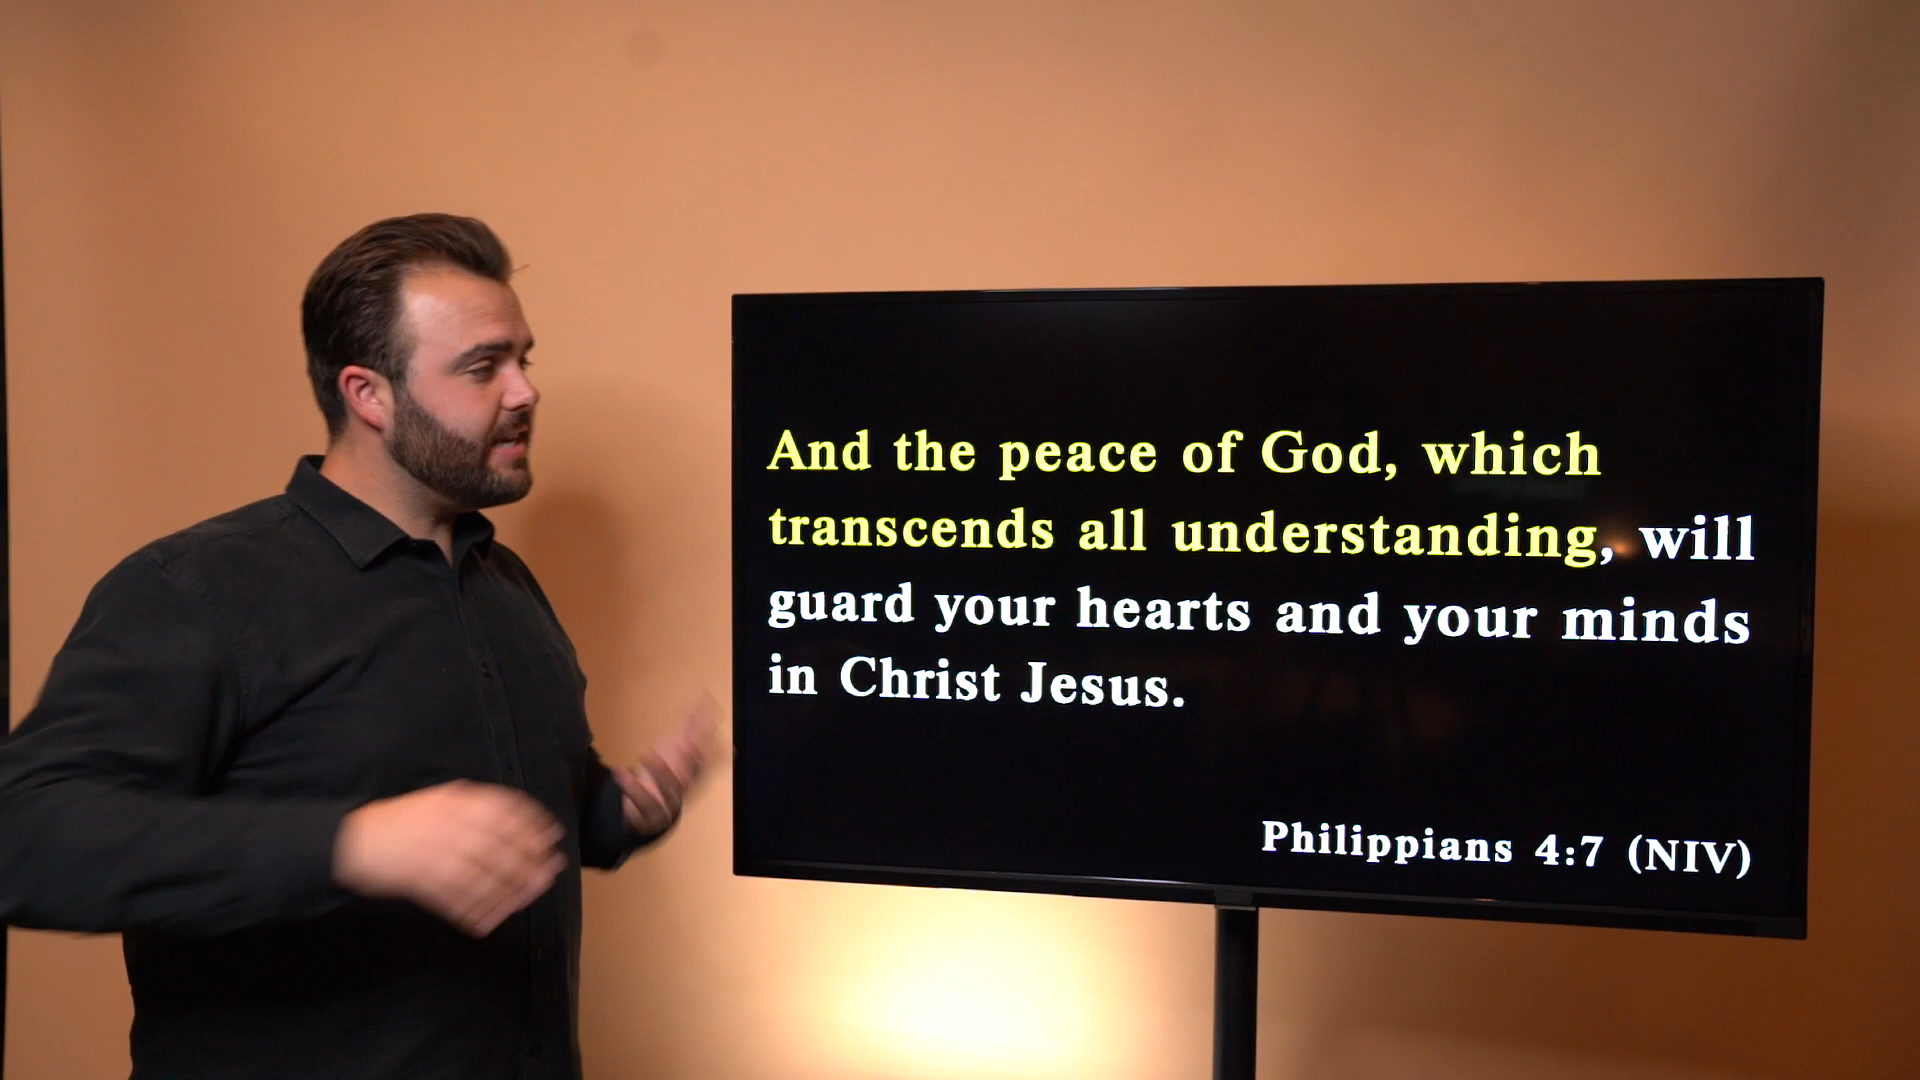 And the peace of God, which
transcends all understanding, will
guard your hearts and your minds
in Christ Jesus.
Philippians 4:7 (NIV)